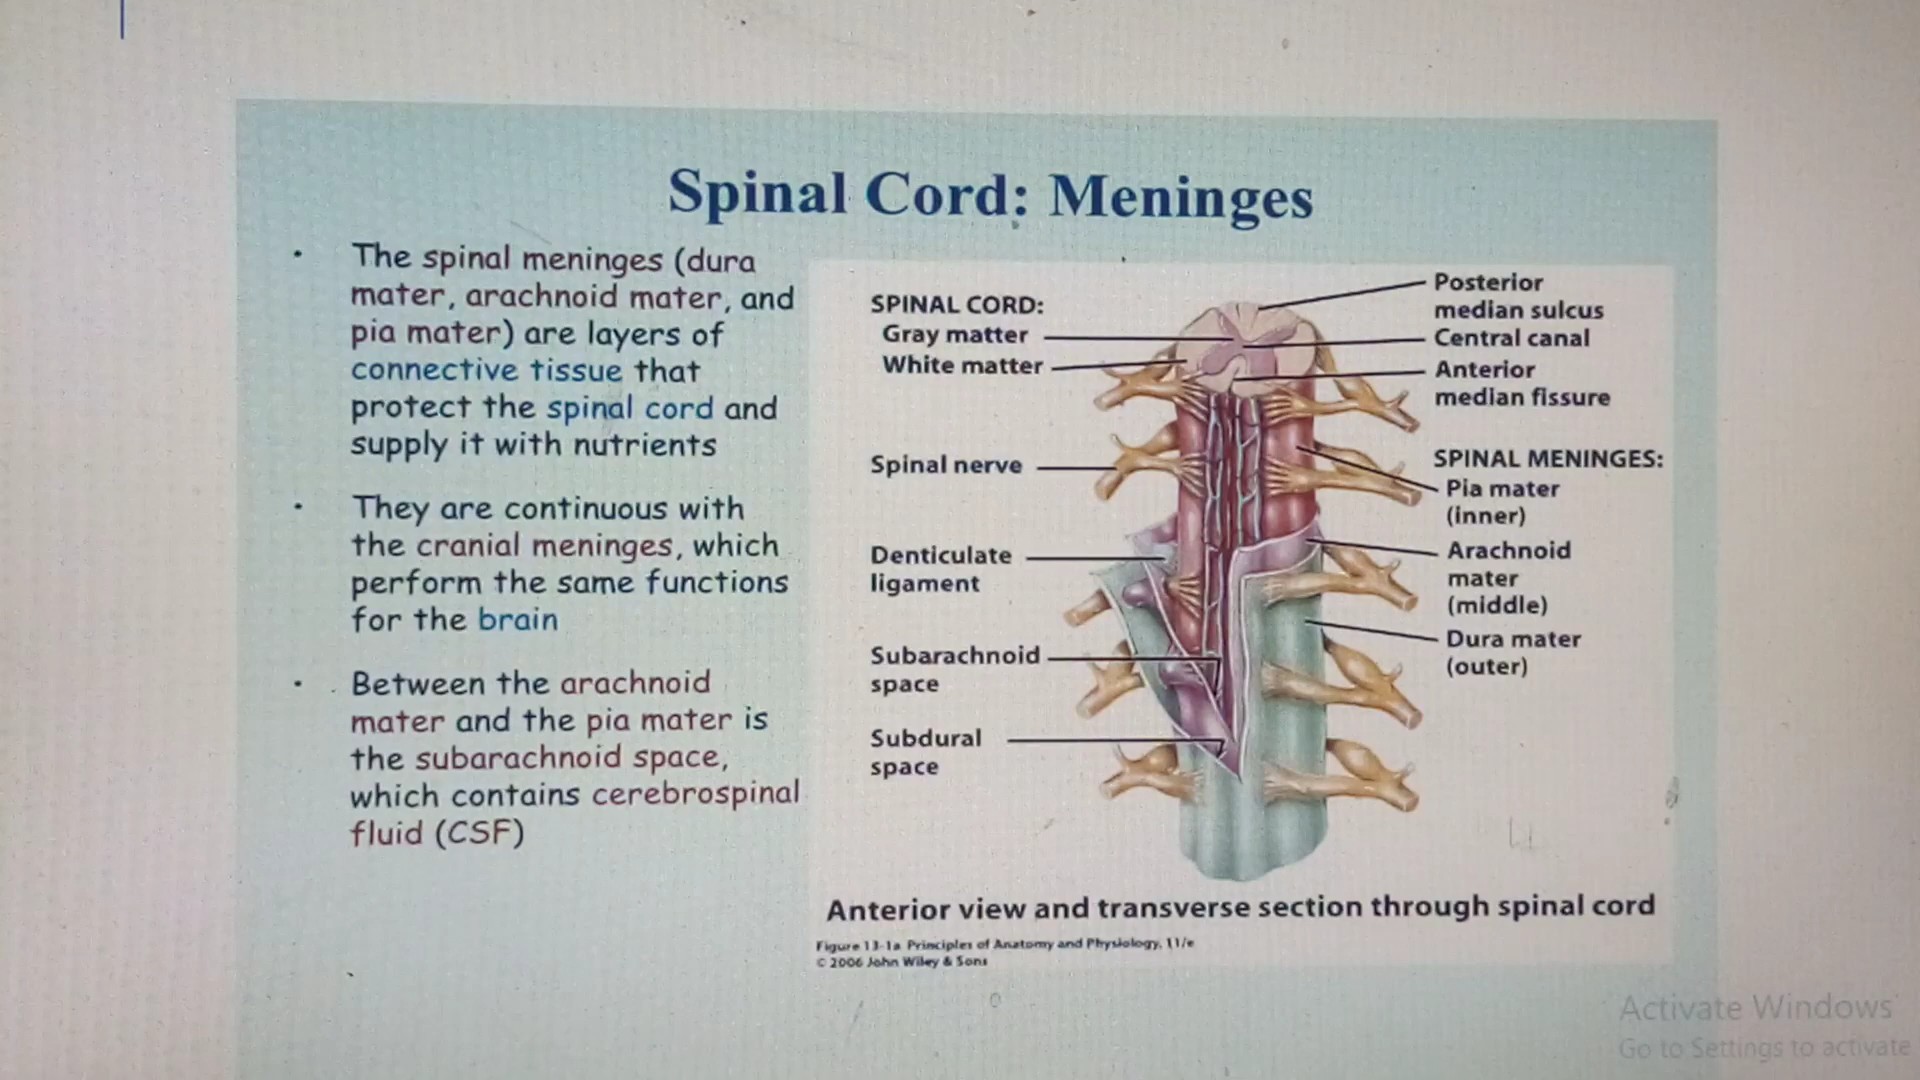 Spinal Cord: Meninges
• The spinal meninges (dura
mater, arachnoid mater, and
pia mater) are layers of
connective tissue that
protect the spinal cord and
supply it with nutrients
• They are continuous with
the cranial meninges, which
perform the same functions
for the brain
• Between the arachnoid
mater and the pia mater is
the subarachnoid space,
which contains cerebrospinal
fluid (CSF)
SPINAL CORD:
Gray matter
White matter
Spinal nerve
Denticulate
ligament
Subarachnoid
space
Subdural
space
Posterior
median sulcus
Central canal
Anterior
median fissure
SPINAL MENINGES:
Pia mater
(inner)
Arachnoid
mater
(middle)
Dura mater
(outer)
Anterior view and transverse section through spinal cord
Figure 13-1a Principles of Anatomy and Physiology, 11/e
© 2006 John Wiley & Sons
Activate Windows
Go to Settings to activate